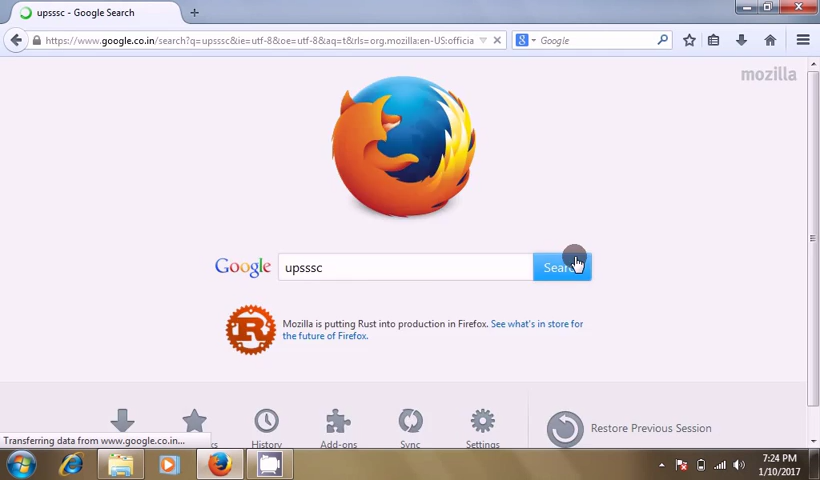 upsssc - Google Search
https://www.google.co.in/search?q=upsssc&ie=utf-8&oe=utf-8&aq=t&rls=org.mozilla:en-US:officia
Google
mozilla
Google
upsssc
Search
Mozilla is putting Rust into production in Firefox. See what's in store for
the future of Firefox.
History
Add-ons
Sync
Settings
Restore Previous Session
Transferring data from www.google.co.in...
7:24 PM
1/10/2017